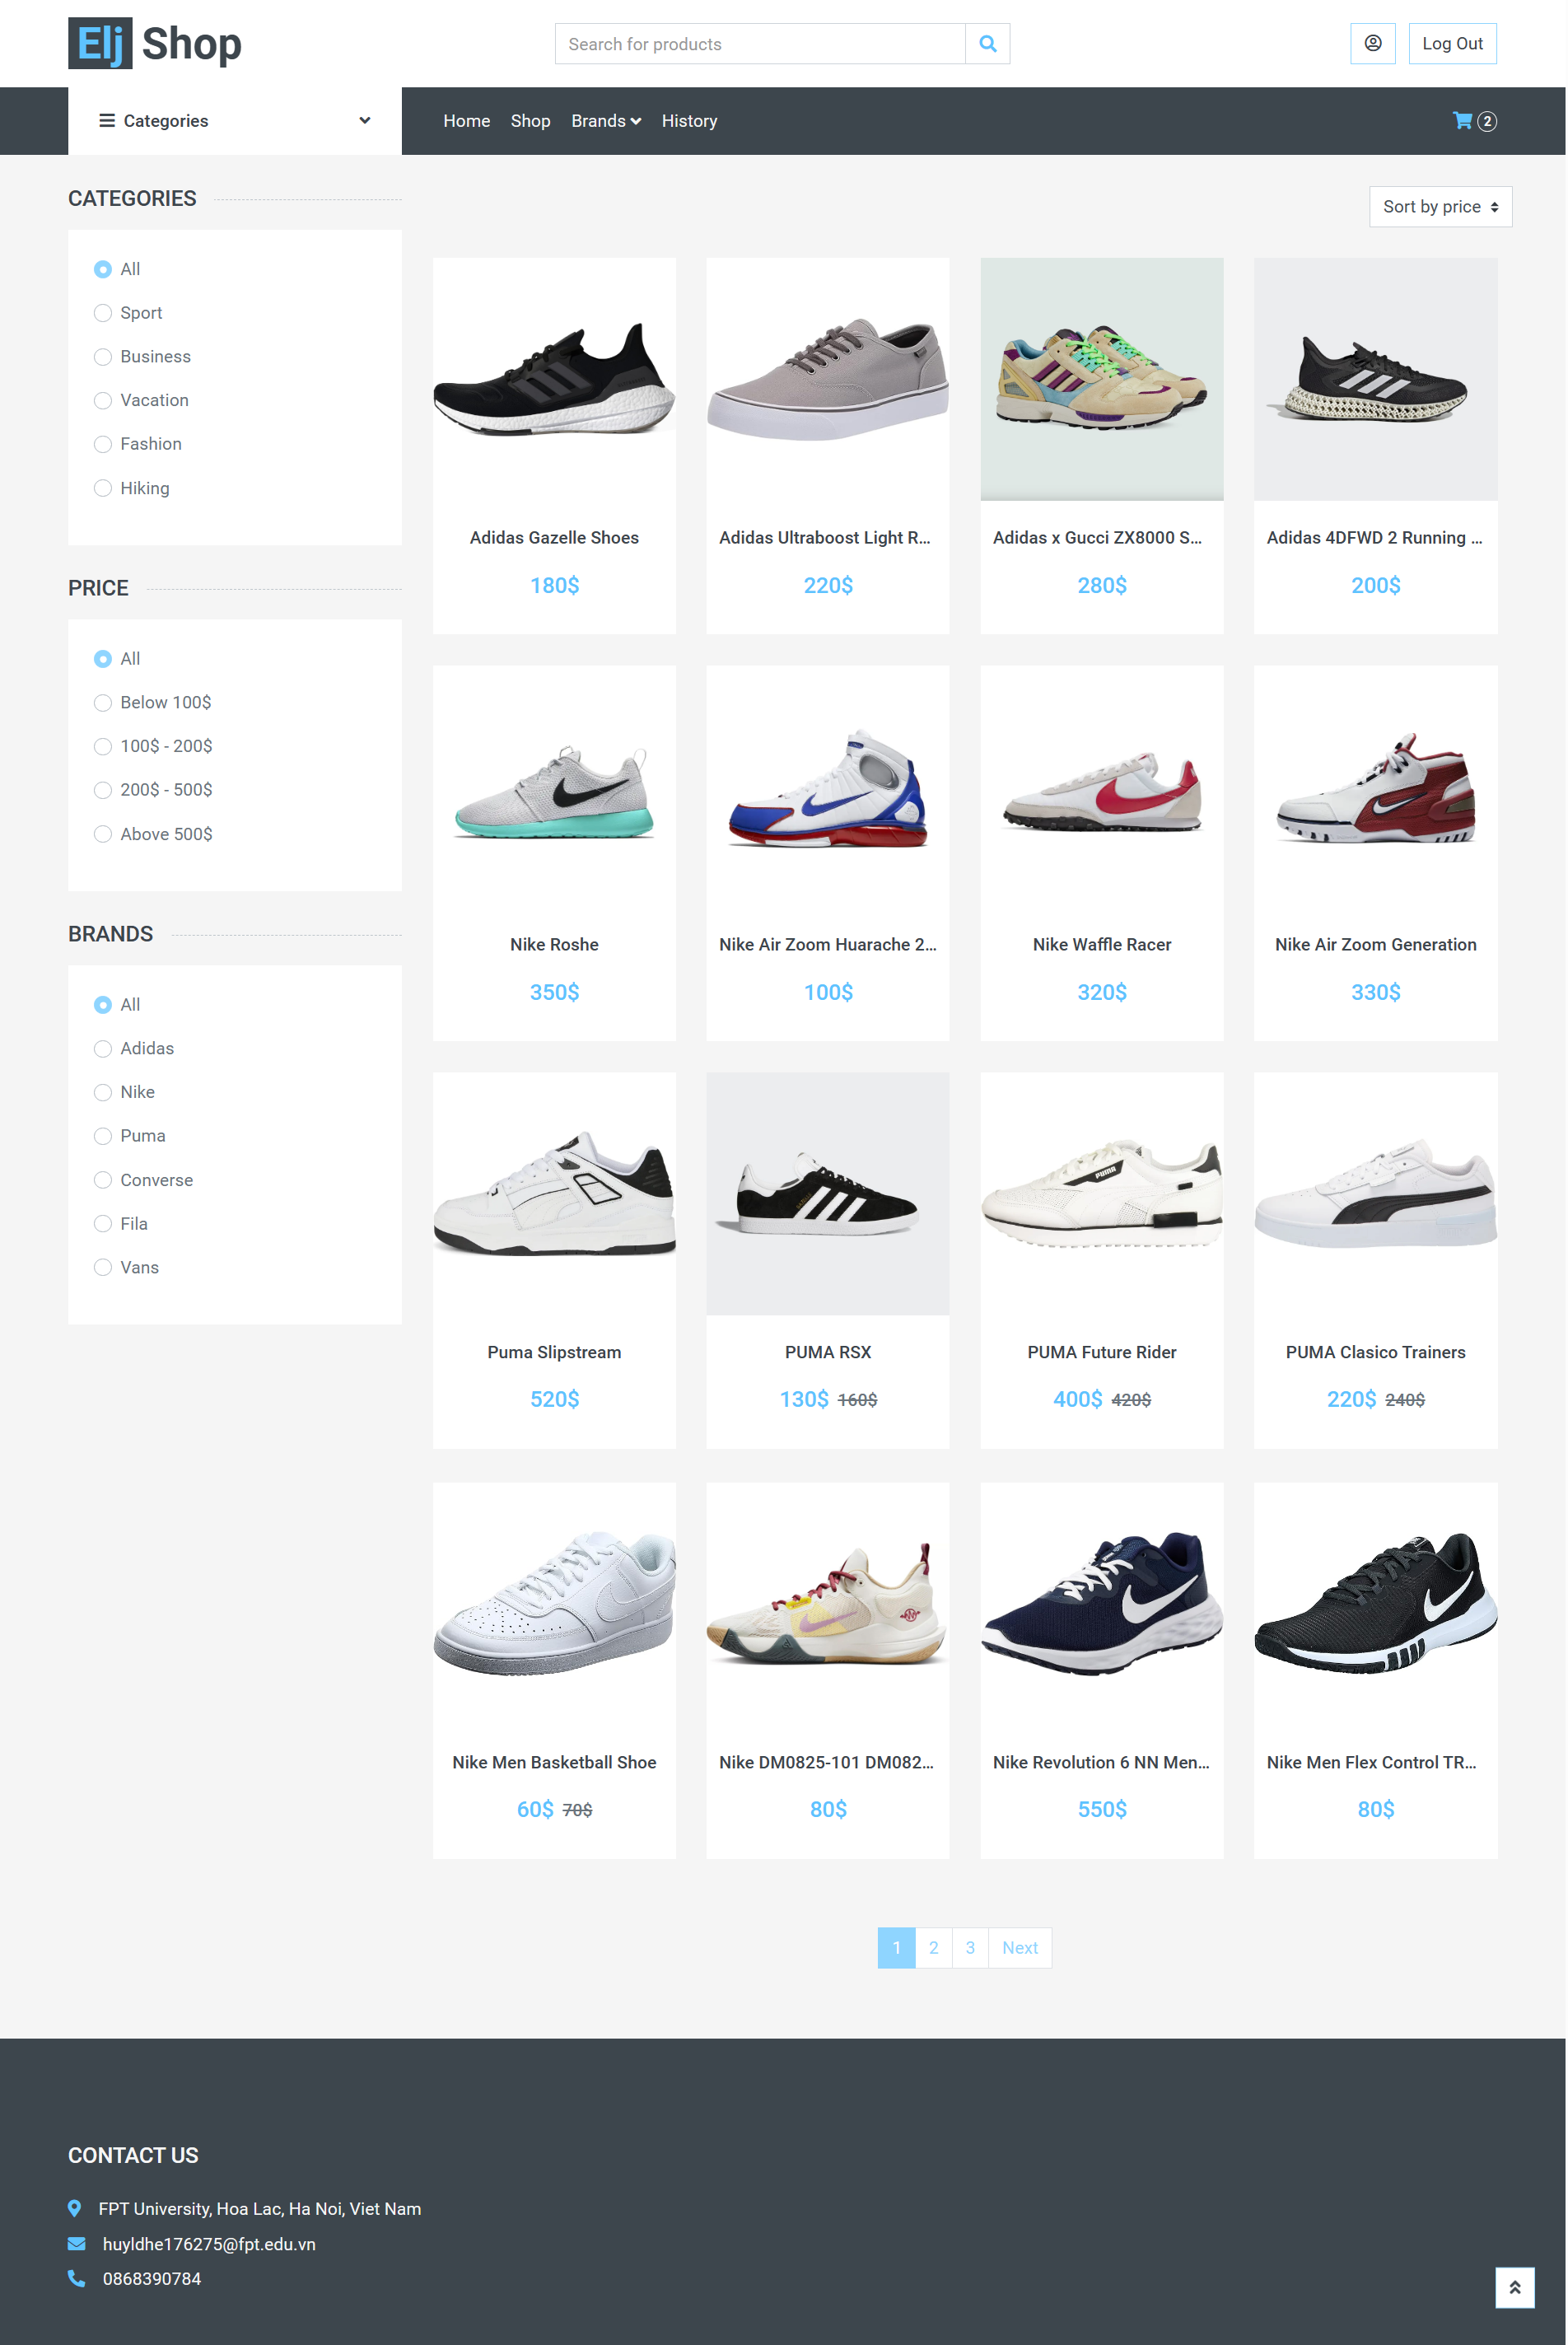 Elj Shop
Search for products
Log Out
Categories
Home Shop Brands History
2
CATEGORIES
All
Sport
Business
Vacation
Fashion
Hiking
PRICE
All
Below 100$
100$ - 200$
200$ - 500$
Above 500$
BRANDS
All
Adidas
Nike
Puma
Converse
Fila
Vans
Sort by price
Adidas Gazelle Shoes
180$
Adidas Ultraboost Light R...
220$
Adidas x Gucci ZX8000 S...
280$
Adidas 4DFWD 2 Running ...
200$
Nike Roshe
350$
Nike Air Zoom Huarache 2...
100$
Nike Waffle Racer
320$
Nike Air Zoom Generation
330$
Puma Slipstream
520$
PUMA RSX
130$ 160$
PUMA
PUMA Future Rider
400$ 420$
PUMA Clasico Trainers
220$ 240$
Nike Men Basketball Shoe
60$ 70$
Nike DM0825-101 DM082...
80$
Nike Revolution 6 NN Men...
550$
Nike Men Flex Control TR...
80$
1 2 3 Next
CONTACT US
FPT University, Hoa Lac, Ha Noi, Viet Nam
huyldhe176275@fpt.edu.vn
0868390784